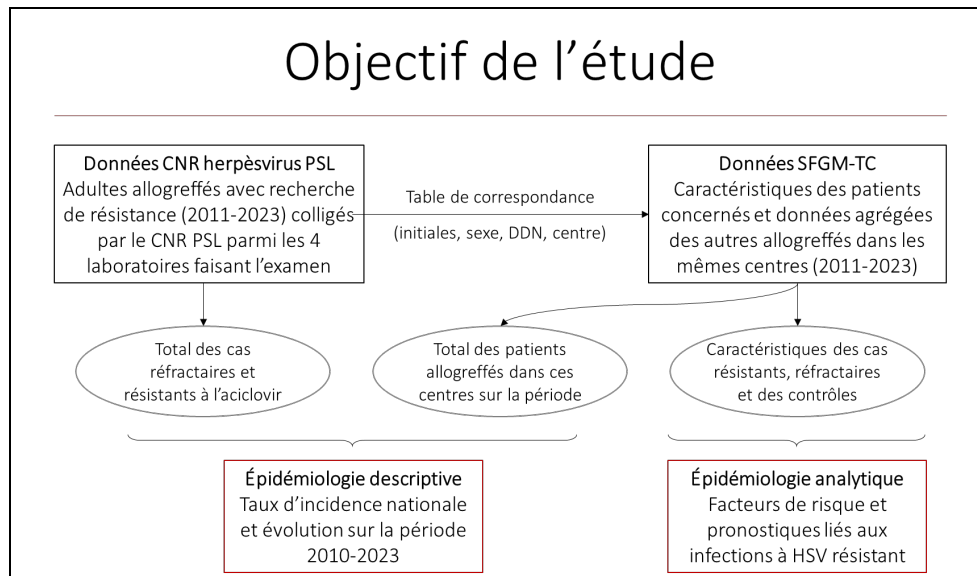 Objectif de l'étude
Données CNR herpèsvirus PSL
Adultes allogreffés avec recherche
de résistance (2011-2023) colligés
par le CNR PSL parmi les 4
laboratoires faisant l'examen
Table de correspondance
(initiales, sexe, DDN, centre)
Données SFGM-TC
Caractéristiques des patients
concernés et données agrégées
des autres allogreffés dans les
mêmes centres (2011-2023)
Total des cas
réfractaires et
résistants à l'aciclovir
Total des patients
allogreffés dans ces
centres sur la période
Caractéristiques des cas
résistants, réfractaires
et des contrôles
Épidémiologie descriptive
Taux d'incidence nationale
et évolution sur la période
2010-2023
Épidémiologie analytique
Facteurs de risque et
pronostiques liés aux
infections à HSV résistant